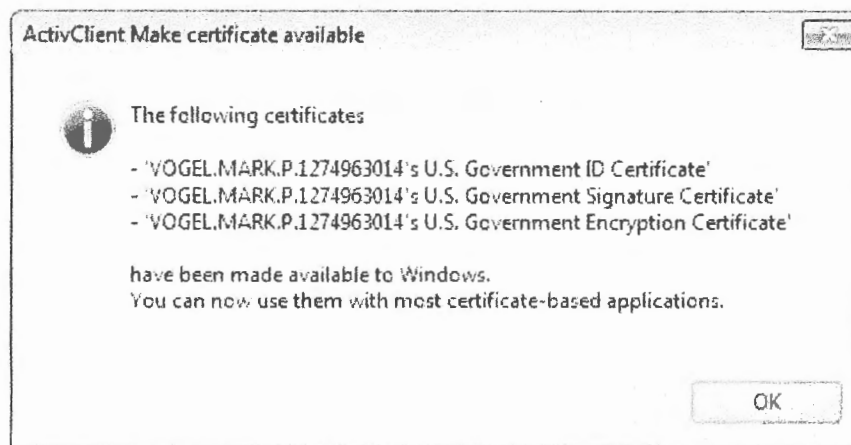 ActivClient Make certificate available
The following certificates
- 'VOGEL.MARK.P.1274963014's U.S. Government ID Certificate'
- 'VOGEL.MARK.P.1274963014's U.S. Government Signature Certificate'
- 'VOGEL.MARK.P.1274963014's U.S. Government Encryption Certificate'
have been made available to Windows.
You can now use them with most certificate-based applications.
OK